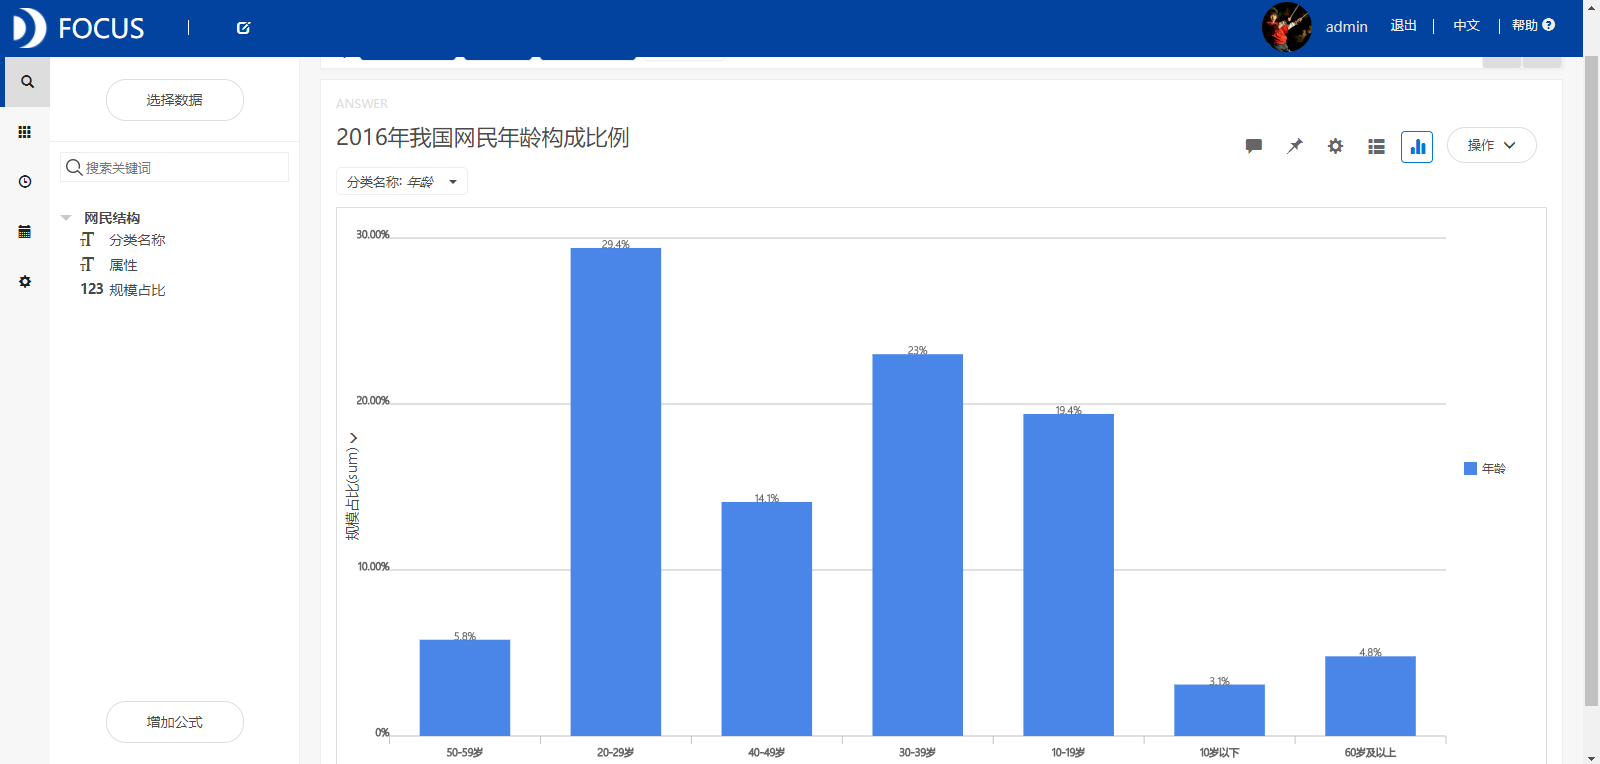 FOCUS
admin 退出 中文 帮助
选择数据
搜索关键词
网民结构
分类名称
属性
123 规模占比
增加公式
ANSWER
2016年我国网民年龄构成比例
操作
分类名称: 年龄
30.00%
20.00%
10.00%
0%
规模占比(sum)
5.8%
29.4%
14.1%
23%
19.4%
3.1%
4.8%
50-59岁 20-29岁 40-49岁 30-39岁 10-19岁 10岁以下 60岁及以上
年龄